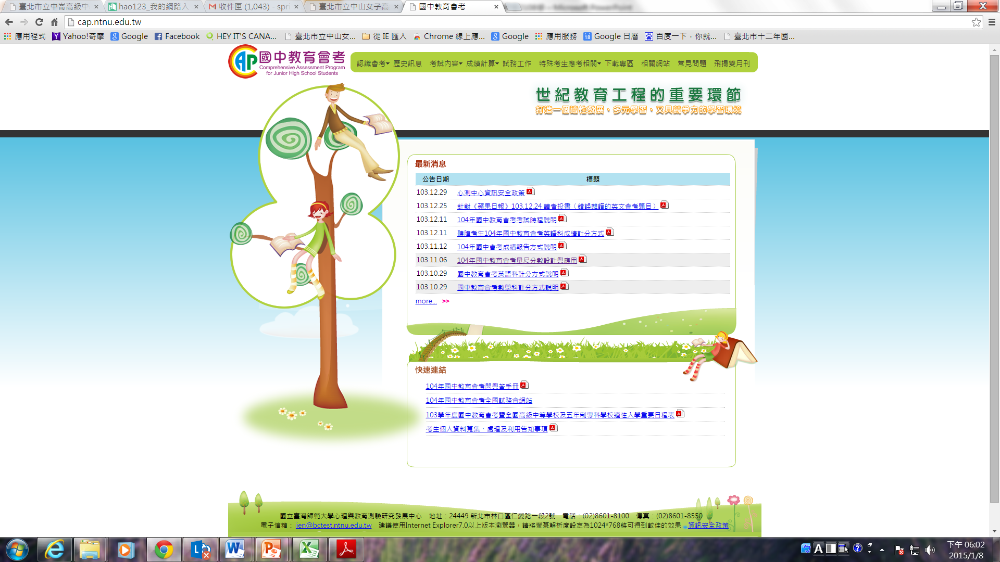 臺北市立中崙高級中
hao123_我的網路入
收件匣 (1,043) - spri
臺北市立中山女子高
國中教育會考
cap.ntnu.edu.tw
應用程式 Yahoo!奇摩 Google Facebook HEY IT'S CANA... 臺北市立中山女... 從 IE 匯入 Chrome 線上應... Google 應用服務 Google 日曆 百度一下，你就... 臺北市十二年國...
國中教育會考
Comprehensive Assessment Program
for Junior High School Students
認識會考 歷史訊息 考試內容 成績計算 試務工作 特殊考生應考相關 下載專區 相關網站 常見問題 飛揚雙月刊
世紀教育工程的重要環節
打造一個適性發展、多元學習、又具競爭力的學習環境
最新消息
公告日期 標題
103.12.29 心測中心資訊安全政策
103.12.25 針對《蘋果日報》103.12.24 讀者投書〈錯誤離譜的英文會考題目〉
103.12.11 104年國中教育會考考試時程說明
103.12.11 聽障考生104年國中教育會考英語科成績計分方式
103.11.12 104年國中會考成績報告方式說明
103.11.06 104年國中教育會考量尺分數設計與應用
103.10.29 國中教育會考英語科計分方式說明
103.10.29 國中教育會考數學科計分方式說明
more... >>
快速連結
104年國中教育會考問與答手冊
104年國中教育會考全國試務會網站
103學年度國中教育會考暨全國高級中等學校及五年制專科學校適性入學重要日程表
考生個人資料蒐集、處理及利用告知事項
國立臺灣師範大學心理與教育測驗研究發展中心 地址：24449 新北市林口區仁愛路一段2號 電話：(02)8601-8100 傳真：(02)8601-8550
電子信箱： jen@bctest.ntnu.edu.tw 建議使用Internet Explorer7.0以上版本瀏覽器，請將螢幕解析度設定為1024*768將可得到較佳的效果 資訊安全政策
下午 06:02
2015/1/8